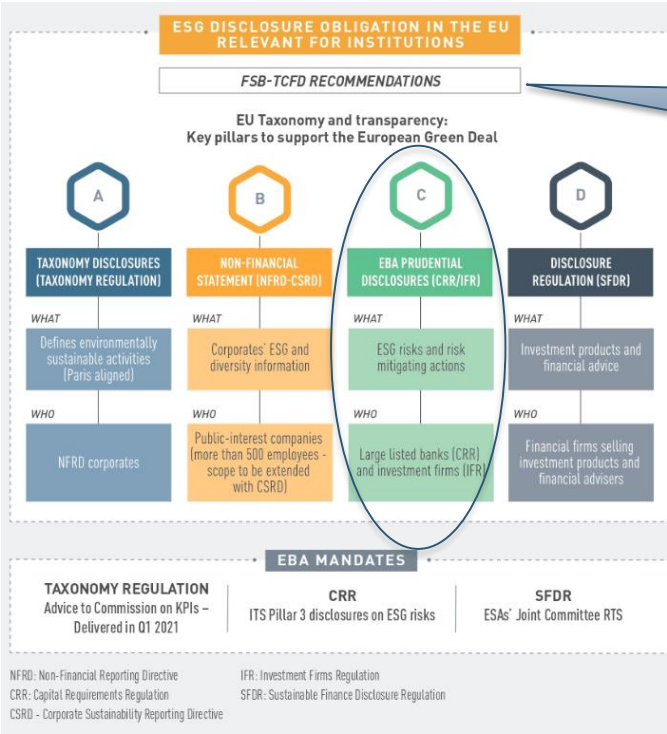 ESG DISCLOSURE OBLIGATION IN THE EU
RELEVANT FOR INSTITUTIONS
FSB-TCFD RECOMMENDATIONS
EU Taxonomy and transparency:
Key pillars to support the European Green Deal
A
B
C
D
TAXONOMY DISCLOSURES
(TAXONOMY REGULATION)
NON-FINANCIAL
STATEMENT (NFRD-CSRD)
EBA PRUDENTIAL
DISCLOSURES (CRR/IFR)
DISCLOSURE
REGULATION (SFDR)
WHAT
WHAT
WHAT
WHAT
Defines environmentally
sustainable activities
(Paris aligned)
Corporates' ESG and
diversity information
ESG risks and risk
mitigating actions
Investment products and
financial advice
WHO
WHO
WHO
WHO
NFRD corporates
Public-interest companies
(more than 500 employees -
scope to be extended
with CSRD)
Large listed banks (CRR)
and investment firms (IFR)
Financial firms selling
investment products and
financial advisers
EBA MANDATES
TAXONOMY REGULATION
Advice to Commission on KPIs –
Delivered in Q1 2021
CRR
ITS Pillar 3 disclosures on ESG risks
SFDR
ESAs' Joint Committee RTS
NFRD: Non-Financial Reporting Directive
CRR: Capital Requirements Regulation
CSRD - Corporate Sustainability Reporting Directive
IFR: Investment Firms Regulation
SFDR: Sustainable Finance Disclosure Regulation